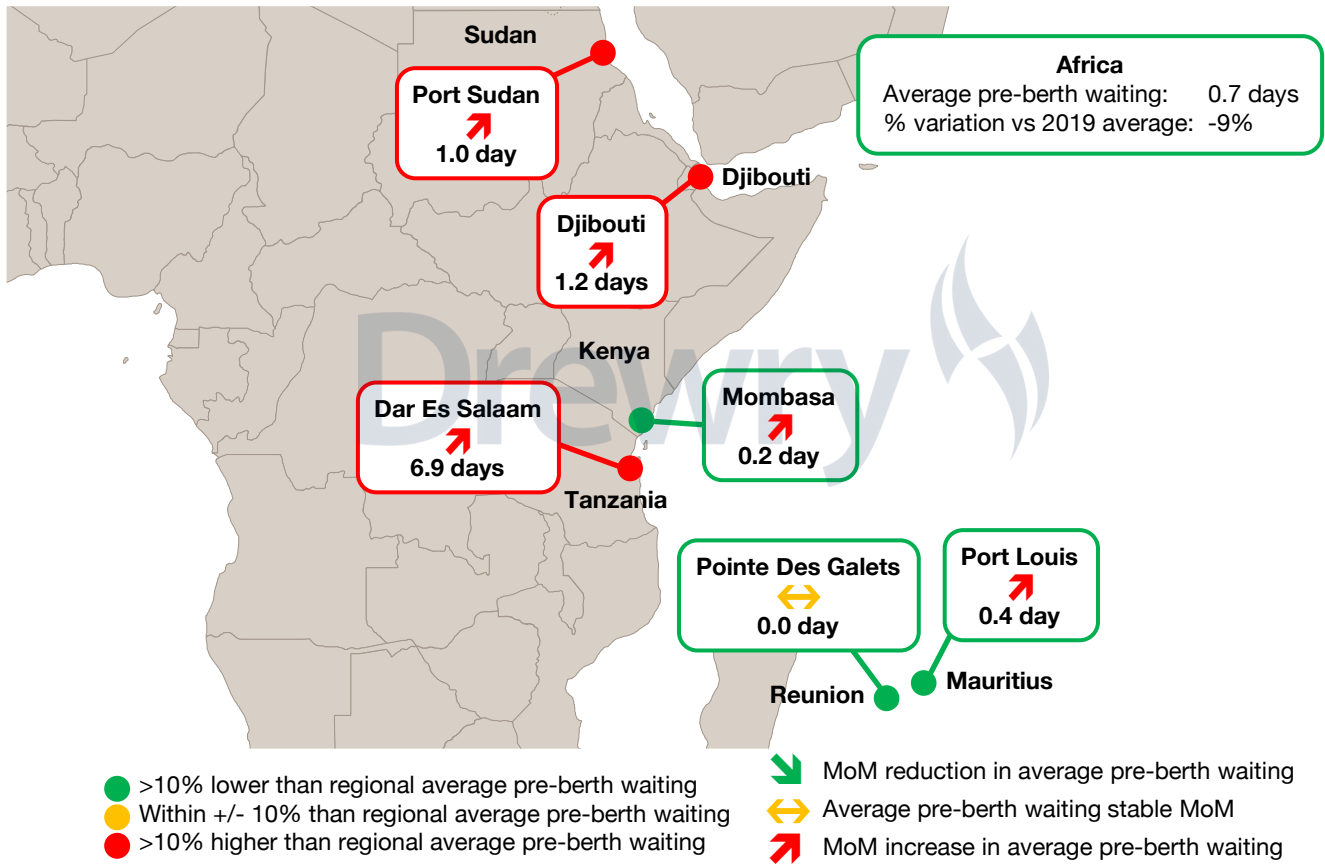 Sudan
Port Sudan
1.0 day
Africa
Average pre-berth waiting: 0.7 days
% variation vs 2019 average: -9%
Djibouti
Djibouti
1.2 days
Drewry
Kenya
Dar Es Salaam
6.9 days
Mombasa
0.2 day
Tanzania
Pointe Des Galets
0.0 day
Port Louis
0.4 day
Reunion
Mauritius
>10% lower than regional average pre-berth waiting
Within +/- 10% than regional average pre-berth waiting
>10% higher than regional average pre-berth waiting
MoM reduction in average pre-berth waiting
Average pre-berth waiting stable MoM
MoM increase in average pre-berth waiting